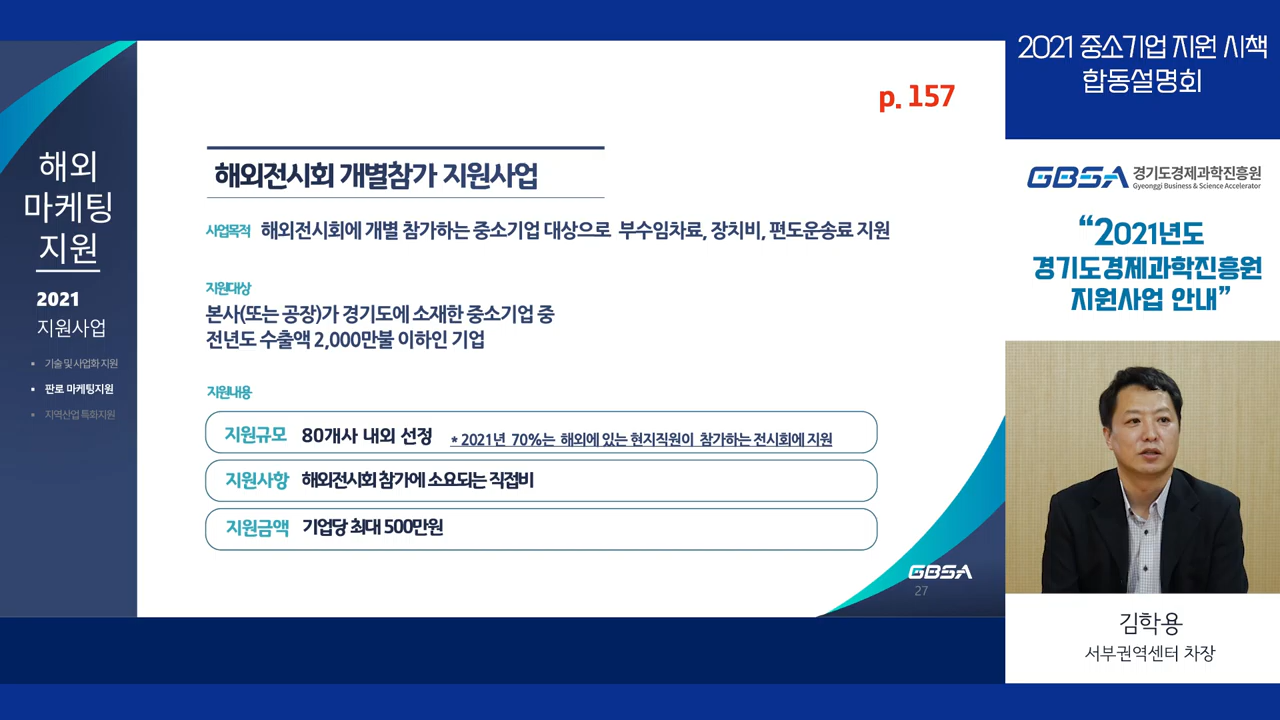 2021 중소기업 지원 시책
합동설명회
p. 157
해외
마케팅
지원
2021
지원사업
기술 및 사업화 지원
판로 마케팅지원
지역산업 특화지원
해외전시회 개별참가 지원사업
사업목적 해외전시회에 개별 참가하는 중소기업 대상으로 부수임차료, 장치비, 편도운송료 지원
지원대상
본사(또는 공장)가 경기도에 소재한 중소기업 중
전년도 수출액 2,000만불 이하인 기업
지원내용
지원규모 80개사 내외 선정 * 2021년 70%는 해외에 있는 현지직원이 참가하는 전시회에 지원
지원사항 해외전시회 참가에 소요되는 직접비
지원금액 기업당 최대 500만원
GBSA
27
GBSA 경기도경제과학진흥원
Gyeonggi Business & Science Accelerator
“2021년도
경기도경제과학진흥원
지원사업 안내”
김학용
서부권역센터 차장